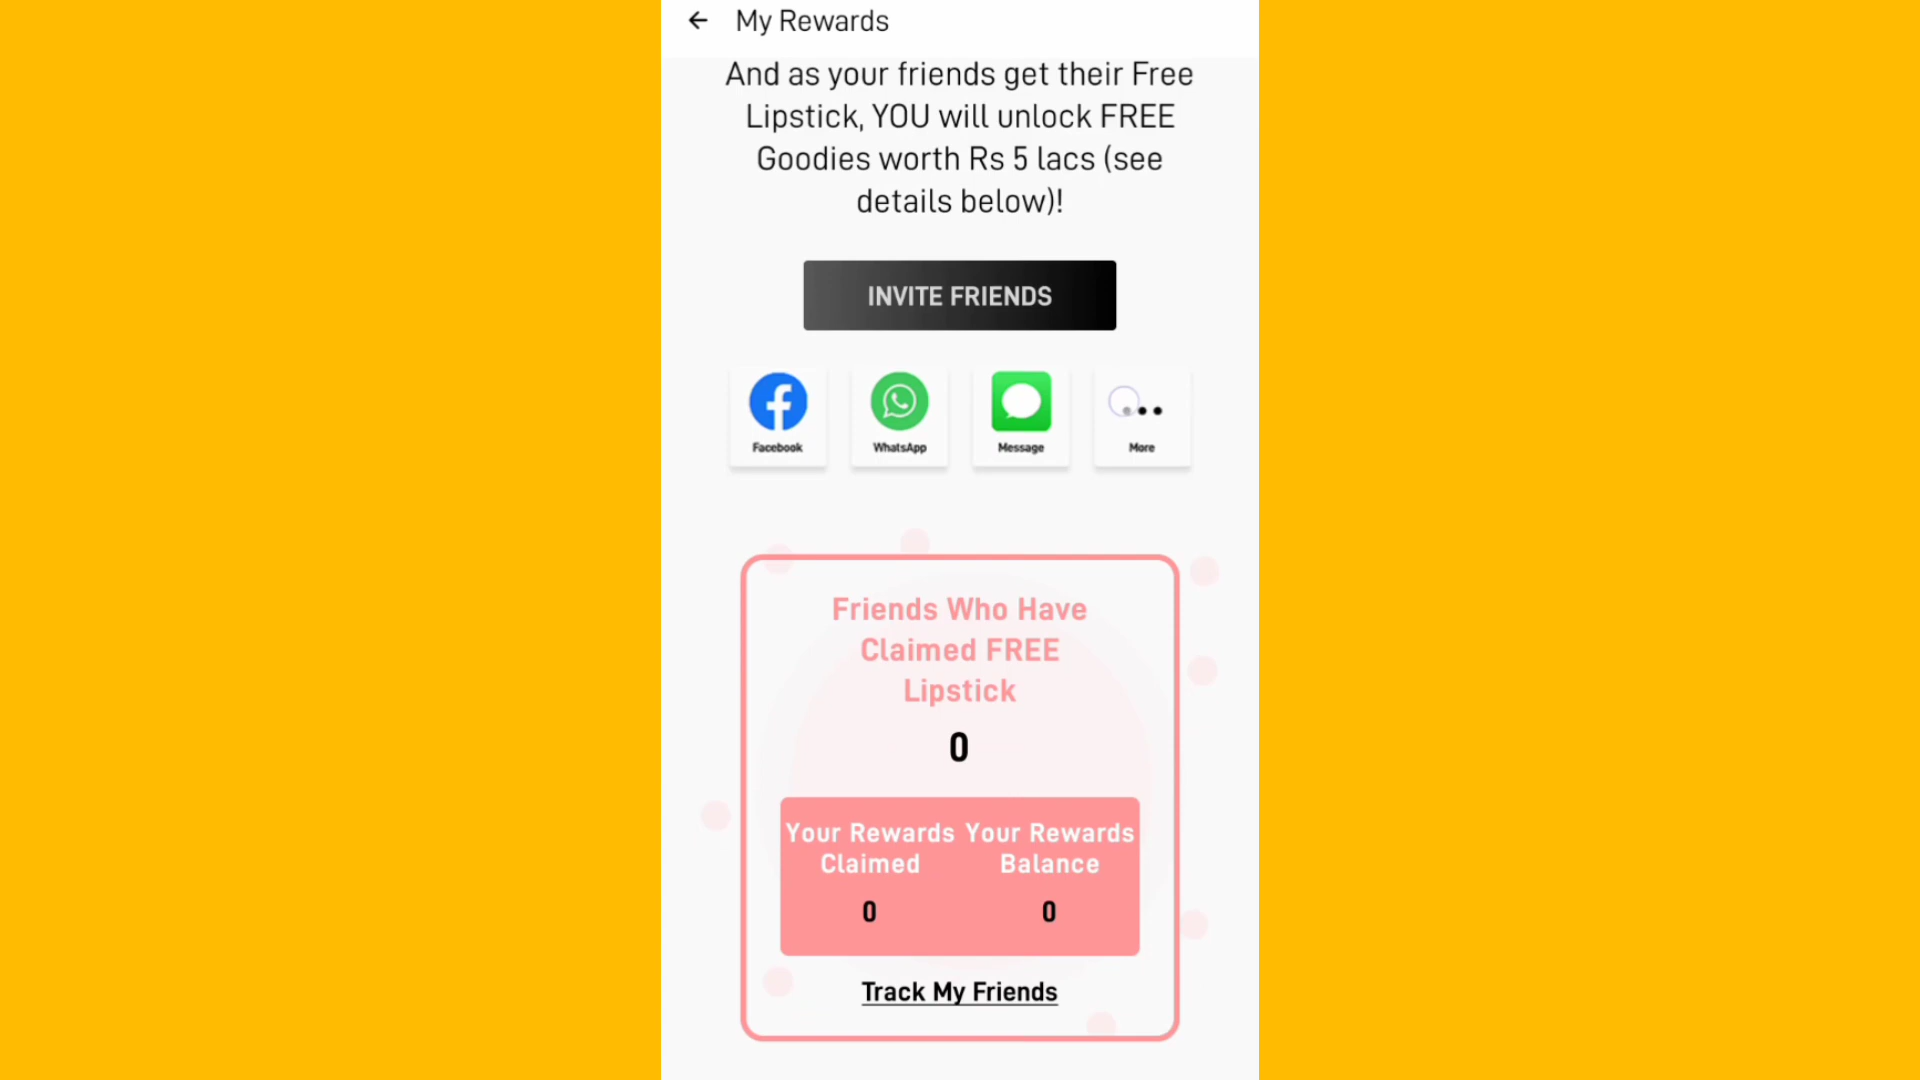 My Rewards
And as your friends get their Free
Lipstick, YOU will unlock FREE
Goodies worth Rs 5 lacs (see
details below)!
INVITE FRIENDS
Facebook
WhatsApp
Message
More
Friends Who Have
Claimed FREE
Lipstick
0
Your Rewards
Claimed
0
Your Rewards
Balance
0
Track My Friends